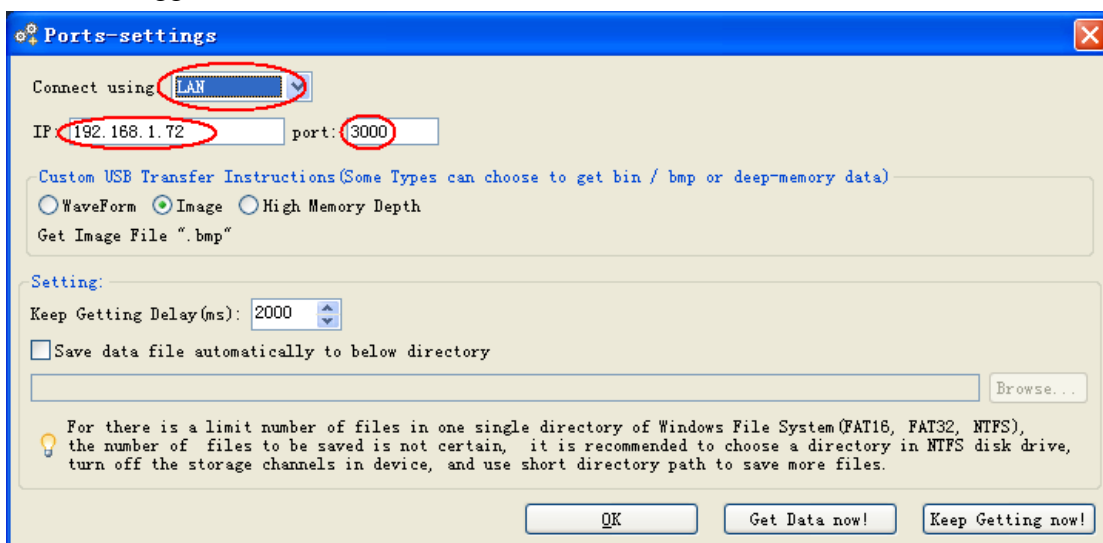 Ports-settings
Connect using: LAN
IP: 192.168.1.72 port: 3000
Custom USB Transfer Instructions(Some Types can choose to get bin / bmp or deep-memory data)
WaveForm Image High Memory Depth
Get Image File ".bmp"
Setting:
Keep Getting Delay(ms): 2000
Save data file automatically to below directory
Browse...
For there is a limit number of files in one single directory of Windows File System(FAT16, FAT32, NTFS),
the number of files to be saved is not certain, it is recommended to choose a directory in NTFS disk drive,
turn off the storage channels in device, and use short directory path to save more files.
OK Get Data now! Keep Getting now!